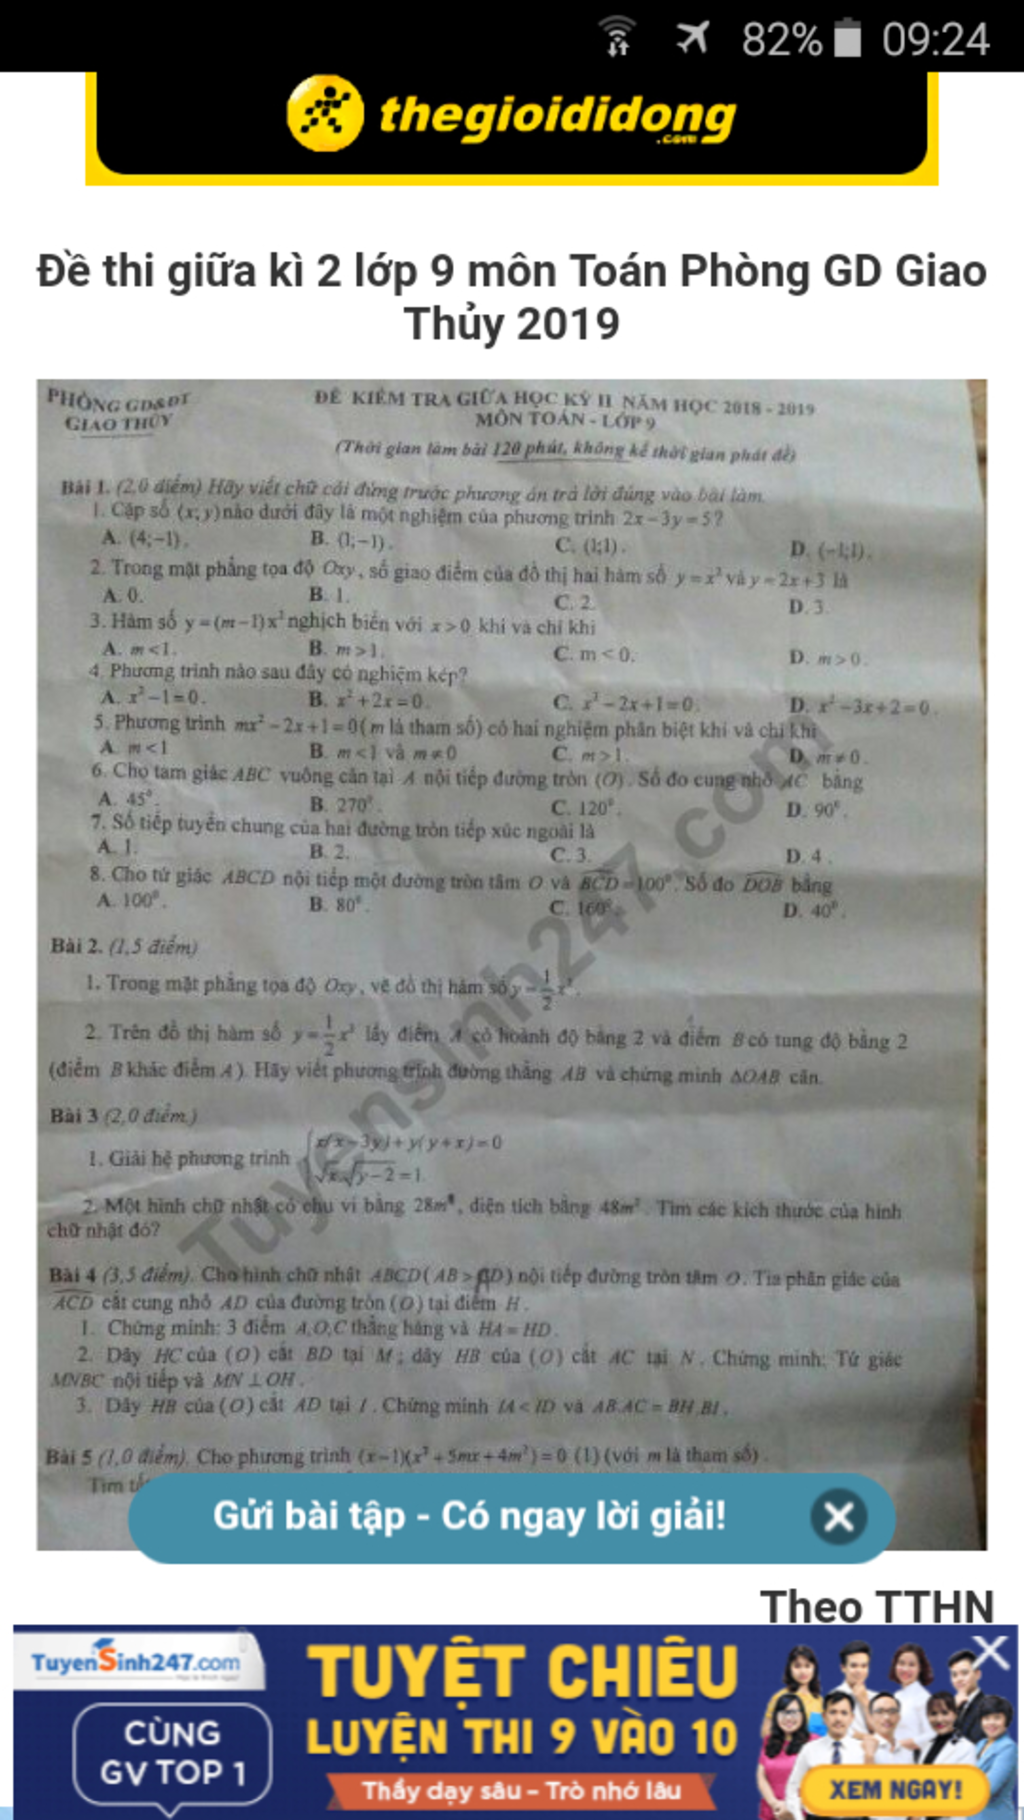 82% 09:24
thegioididong
.com
Đề thi giữa kì 2 lớp 9 môn Toán Phòng GD Giao
Thủy 2019
PHÒNG GD&ĐT
GIAO THỦY
ĐỀ KIỂM TRA GIỮA HỌC KỲ II NĂM HỌC 2018 - 2019
MÔN TOÁN - LỚP 9
(Thời gian làm bài 120 phút, không kể thời gian phát đề)
Bài 1. (2,0 điểm) Hãy viết chữ cái đứng trước phương án trả lời đúng vào bài làm.
1. Cặp số (x; y) nào dưới đây là một nghiệm của phương trình 2x-3y=5?
A. (4;-1). B. (1;-1). C. (1;1). D. (-1;1).
2. Trong mặt phẳng tọa độ Oxy, số giao điểm của đồ thị hai hàm số y=x² và y=2x+3 là
A. 0. B. 1. C. 2. D. 3.
3. Hàm số y=(m-1)x² nghịch biến với x>0 khi và chỉ khi
A. m<1. B. m>1. C. m<0. D. m>0.
4. Phương trình nào sau đây có nghiệm kép?
A. x²-1=0. B. x²+2x=0. C. x²-2x+1=0. D. x²-3x+2=0.
5. Phương trình mx²-2x+1=0 (m là tham số) có hai nghiệm phân biệt khi và chỉ khi
A. m<1 B. m<1 và m≠0 C. m>1. D. m≠0.
6. Cho tam giác ABC vuông cân tại A nội tiếp đường tròn (O). Số đo cung nhỏ AC bằng
A. 45°. B. 270°. C. 120°. D. 90°.
7. Số tiếp tuyến chung của hai đường tròn tiếp xúc ngoài là
A. 1. B. 2. C. 3. D. 4.
8. Cho tứ giác ABCD nội tiếp một đường tròn tâm O và BCD=100°. Số đo DOB bằng
A. 100°. B. 80°. C. 160°. D. 40°.
Bài 2. (1,5 điểm)
1. Trong mặt phẳng tọa độ Oxy, vẽ đồ thị hàm số y=1/2 x².
2. Trên đồ thị hàm số y=1/2 x² lấy điểm A có hoành độ bằng 2 và điểm B có tung độ bằng 2
(điểm B khác điểm A). Hãy viết phương trình đường thẳng AB và chứng minh ΔOAB cân.
Bài 3 (2,0 điểm)
1. Giải hệ phương trình { x(x-3y)+y(y+x)=0
√x.√y-2=1
2. Một hình chữ nhật có chu vi bằng 28m, diện tích bằng 48m². Tìm các kích thước của hình
chữ nhật đó?
Bài 4 (3,5 điểm). Cho hình chữ nhật ABCD (AB>AD) nội tiếp đường tròn tâm O. Tia phân giác của
ACD cắt cung nhỏ AD của đường tròn (O) tại điểm H.
1. Chứng minh: 3 điểm A,O,C thẳng hàng và HA=HD.
2. Dây HC của (O) cắt BD tại M; dây HB của (O) cắt AC tại N. Chứng minh: Tứ giác
MNBC nội tiếp và MN⊥OH.
3. Dây HB của (O) cắt AD tại I. Chứng minh IA<ID và AB.AC=BH.BI.
Bài 5 (1,0 điểm). Cho phương trình (x-1)(x²+5mx+4m²)=0 (1) (với m là tham số).
Tìm
Tuyensinh247.com
Gửi bài tập - Có ngay lời giải!
Theo TTHN
TuyenSinh247.com
CÙNG
GV TOP 1
TUYỆT CHIÊU
LUYỆN THI 9 VÀO 10
Thầy dạy sâu – Trò nhớ lâu
XEM NGAY!